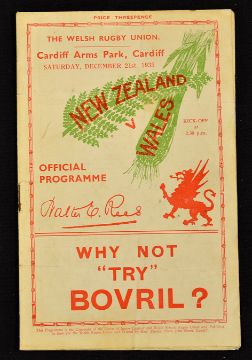 PRICE THREEPENCE
THE WELSH RUGBY UNION.
Cardiff Arms Park, Cardiff
SATURDAY, DECEMBER 21st, 1935
NEW ZEALAND
V
WALES
KICK-OFF
at
2.30 p.m.
OFFICIAL
PROGRAMME
Walter E. Rees
WHY NOT
"TRY"
BOVRIL?